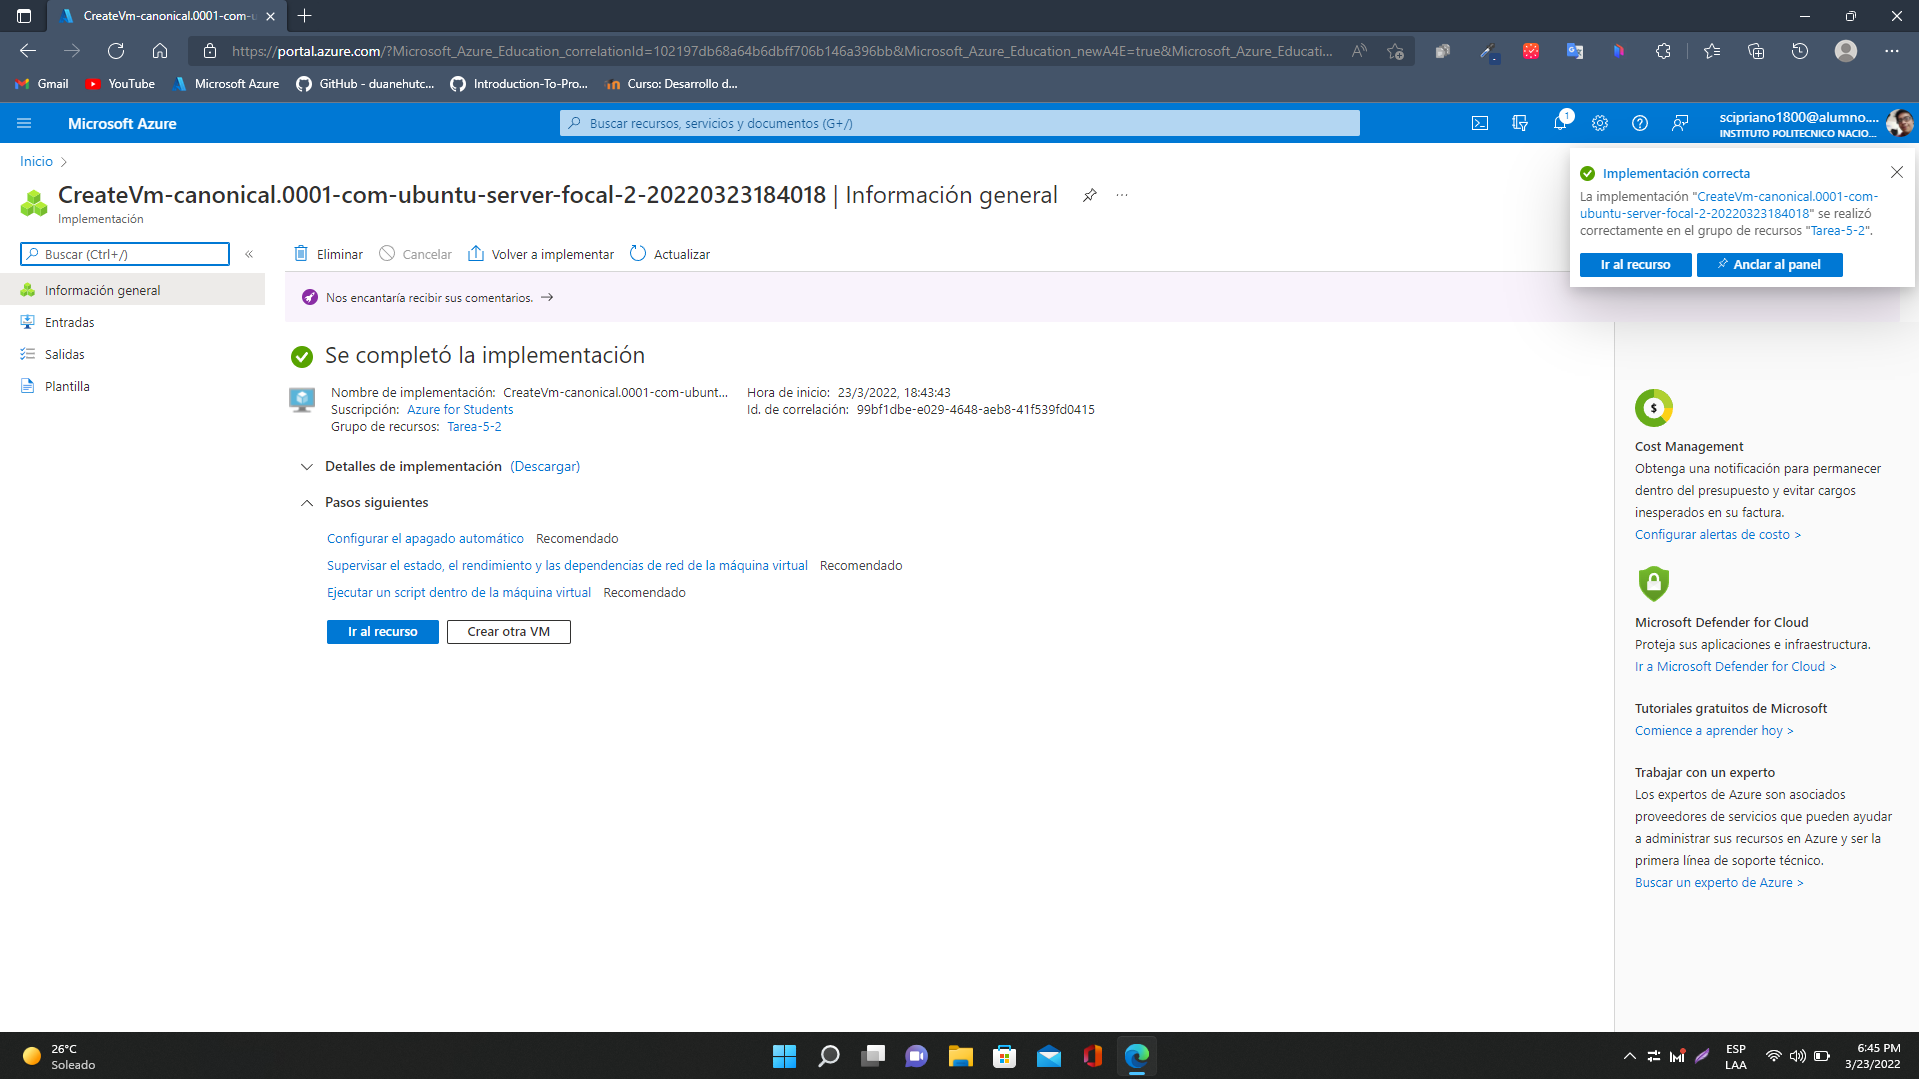 CreateVm-canonical.0001-com-u
https://portal.azure.com/?Microsoft_Azure_Education_correlationId=102197db68a64b6dbff706b146a396bb&Microsoft_Azure_Education_newA4E=true&Microsoft_Azure_Educati...
Gmail
YouTube
Microsoft Azure
GitHub - duanehutc...
Introduction-To-Pro...
Curso: Desarrollo d...
Microsoft Azure
Buscar recursos, servicios y documentos (G+/)
1
scipriano1800@alumno....
INSTITUTO POLITECNICO NACIO...
Inicio >
CreateVm-canonical.0001-com-ubuntu-server-focal-2-20220323184018 | Información general
Implementación
Implementación correcta
La implementación "CreateVm-canonical.0001-com-
ubuntu-server-focal-2-20220323184018" se realizó
correctamente en el grupo de recursos "Tarea-5-2".
Ir al recurso
Anclar al panel
Buscar (Ctrl+/)
«
Eliminar
Cancelar
Volver a implementar
Actualizar
Información general
Entradas
Salidas
Plantilla
Nos encantaría recibir sus comentarios. →
Se completó la implementación
Nombre de implementación: CreateVm-canonical.0001-com-ubunt...
Suscripción: Azure for Students
Grupo de recursos: Tarea-5-2
Hora de inicio: 23/3/2022, 18:43:43
Id. de correlación: 99bf1dbe-e029-4648-aeb8-41f539fd0415
Detalles de implementación (Descargar)
Pasos siguientes
Configurar el apagado automático Recomendado
Supervisar el estado, el rendimiento y las dependencias de red de la máquina virtual Recomendado
Ejecutar un script dentro de la máquina virtual Recomendado
Ir al recurso
Crear otra VM
Cost Management
Obtenga una notificación para permanecer
dentro del presupuesto y evitar cargos
inesperados en su factura.
Configurar alertas de costo >
Microsoft Defender for Cloud
Proteja sus aplicaciones e infraestructura.
Ir a Microsoft Defender for Cloud >
Tutoriales gratuitos de Microsoft
Comience a aprender hoy >
Trabajar con un experto
Los expertos de Azure son asociados
proveedores de servicios que pueden ayudar
a administrar sus recursos en Azure y ser la
primera línea de soporte técnico.
Buscar un experto de Azure >
26°C
Soleado
ESP
LAA
6:45 PM
3/23/2022